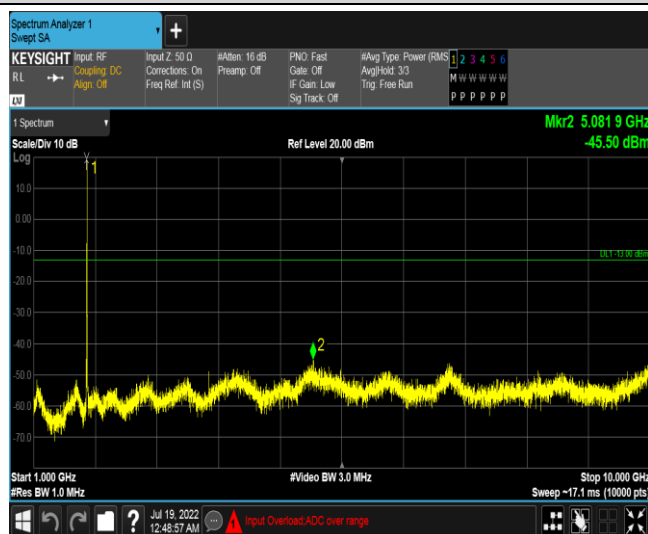 Spectrum Analyzer 1
Swept SA
+
KEYSIGHT
RL
LXI
Input: RF
Coupling: DC
Align: Off
Input Z: 50 Ω
Corrections: On
Freq Ref: Int (S)
#Atten: 16 dB
Preamp: Off
PNO: Fast
Gate: Off
IF Gain: Low
Sig Track: Off
#Avg Type: Power (RMS
Avg|Hold: 3/3
Trig: Free Run
1 2 3 4 5 6
M W W W W W
P P P P P P
1 Spectrum
Mkr2 5.081 9 GHz
-45.50 dBm
Scale/Div 10 dB
Ref Level 20.00 dBm
Log
1
10.0
0.00
-10.0
DL1 -13.00 dBm
-20.0
-30.0
-40.0
2
-50.0
-60.0
-70.0
Start 1.000 GHz
#Video BW 3.0 MHz
Stop 10.000 GHz
#Res BW 1.0 MHz
Sweep ~17.1 ms (10000 pts)
?
Jul 19, 2022
12:48:57 AM
Input Overload;ADC over range